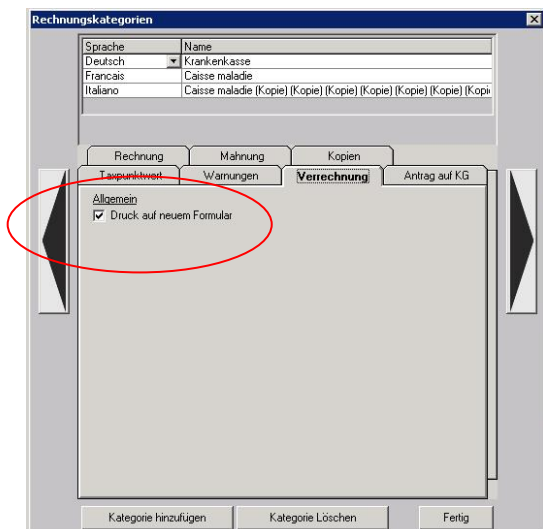 Rechnungskategorien
Sprache Name
Deutsch Krankenkasse
Francais Caisse maladie
Italiano Caisse maladie (Kopie) (Kopie) (Kopie) (Kopie) (Kopie) (Kopie) (Kopi
Rechnung Mahnung Kopien
Taxpunktwert Warnungen Verrechnung Antrag auf KG
Allgemein
Druck auf neuem Formular
Kategorie hinzufügen Kategorie Löschen Fertig